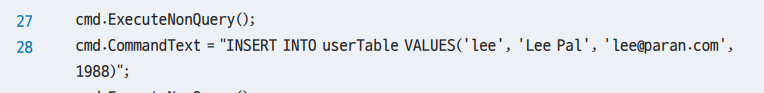 27 cmd.ExecuteNonQuery();
28 cmd.CommandText = "INSERT INTO userTable VALUES('lee', 'Lee Pal', 'lee@paran.com',
1988)";